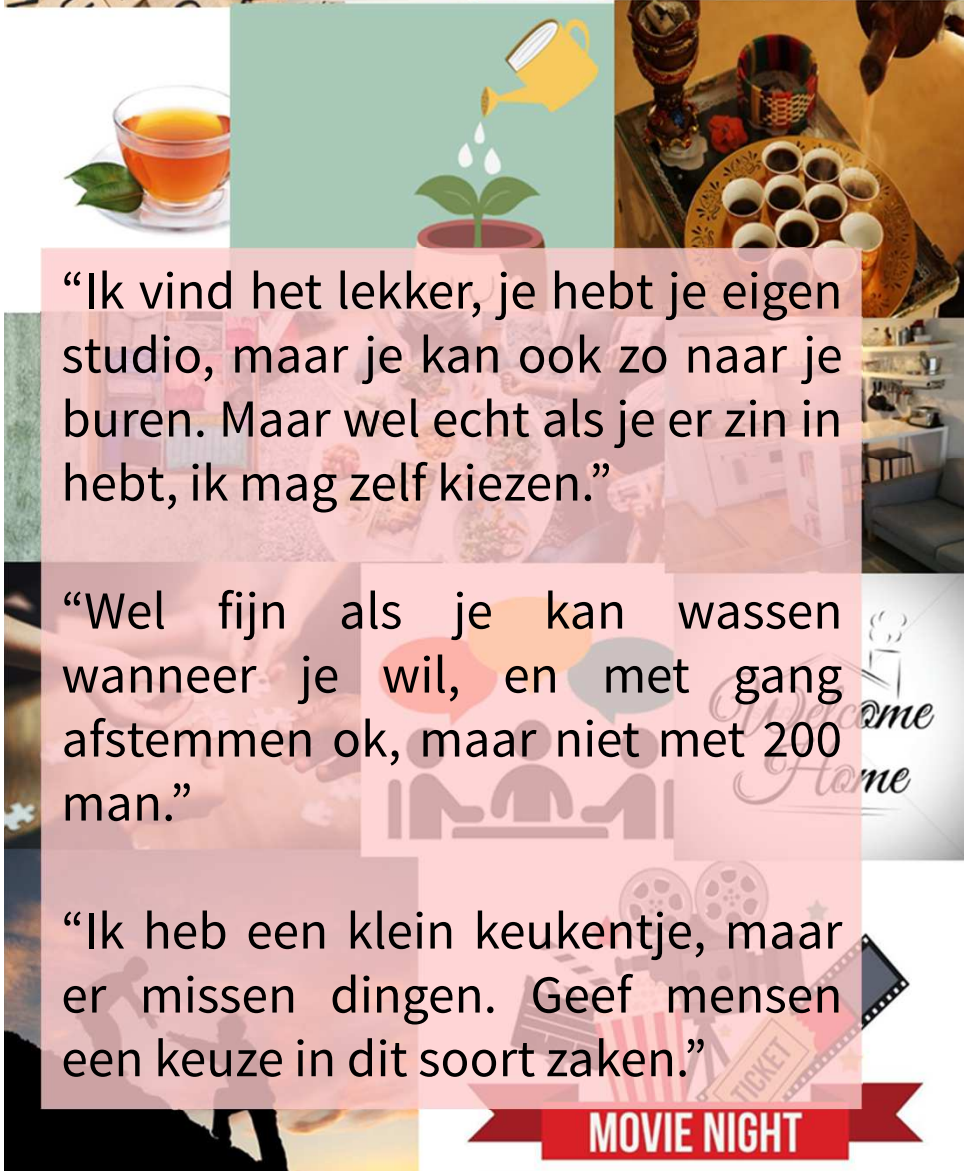 “Ik vind het lekker, je hebt je eigen
studio, maar je kan ook zo naar je
buren. Maar wel echt als je er zin in
hebt, ik mag zelf kiezen.”
“Wel fijn als je kan wassen
wanneer je wil, en met gang
afstemmen ok, maar niet met 200
man.”
Welcome
Home
“Ik heb een klein keukentje, maar
er missen dingen. Geef mensen
een keuze in dit soort zaken.”
TICKET
MOVIE NIGHT